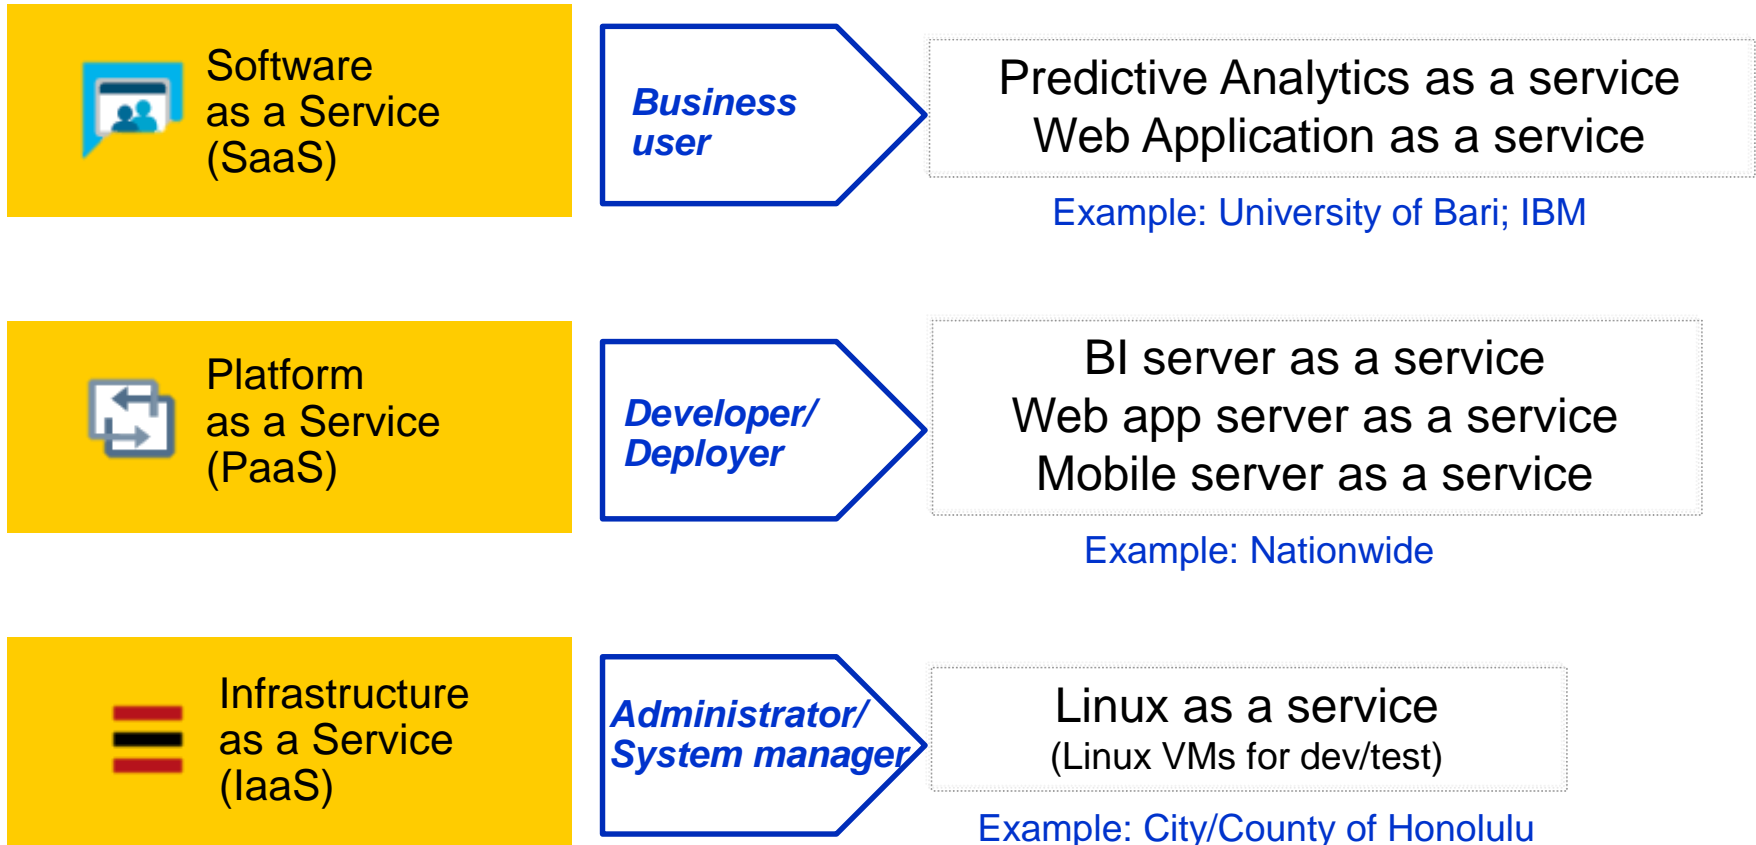 Software
as a Service
(SaaS)
Business
user
Predictive Analytics as a service
Web Application as a service
Example: University of Bari; IBM
Platform
as a Service
(PaaS)
Developer/
Deployer
BI server as a service
Web app server as a service
Mobile server as a service
Example: Nationwide
Infrastructure
as a Service
(IaaS)
Administrator/
System manager
Linux as a service
(Linux VMs for dev/test)
Example: City/County of Honolulu